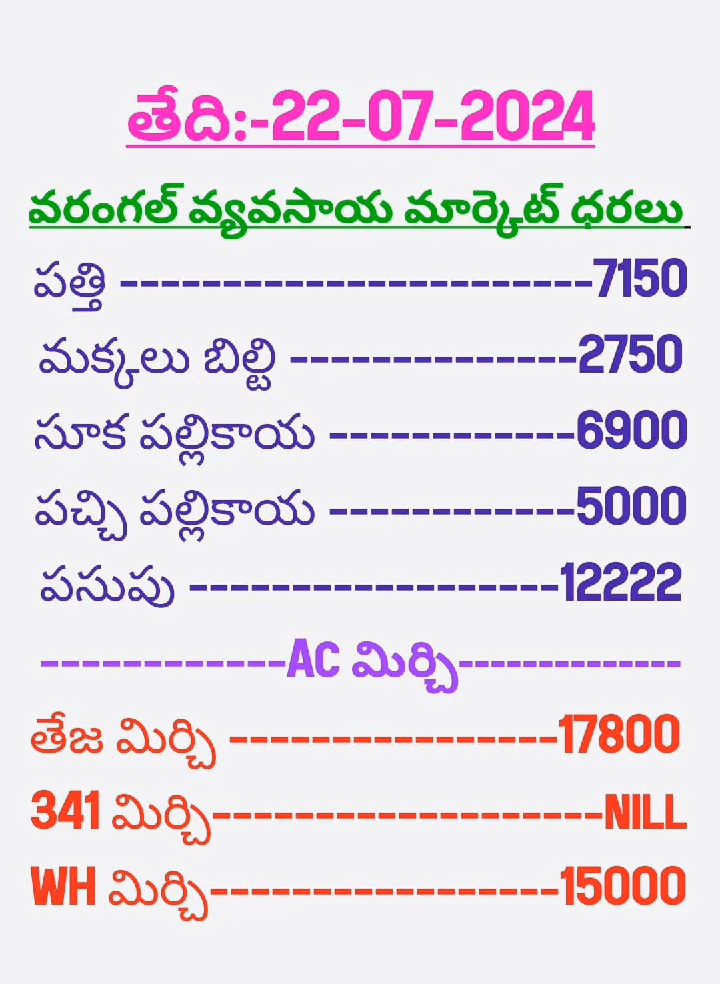 తేది:-22-07-2024
వరంగల్ వ్యవసాయ మార్కెట్ ధరలు
పత్తి -----------------------7150
మక్కలు బిల్టి --------------2750
సూక పల్లికాయ ------------6900
పచ్చి పల్లికాయ ------------5000
పసుపు ------------------12222
------------AC మిర్చి--------------
తేజ మిర్చి ----------------17800
341 మిర్చి-------------------NILL
WH మిర్చి-----------------15000